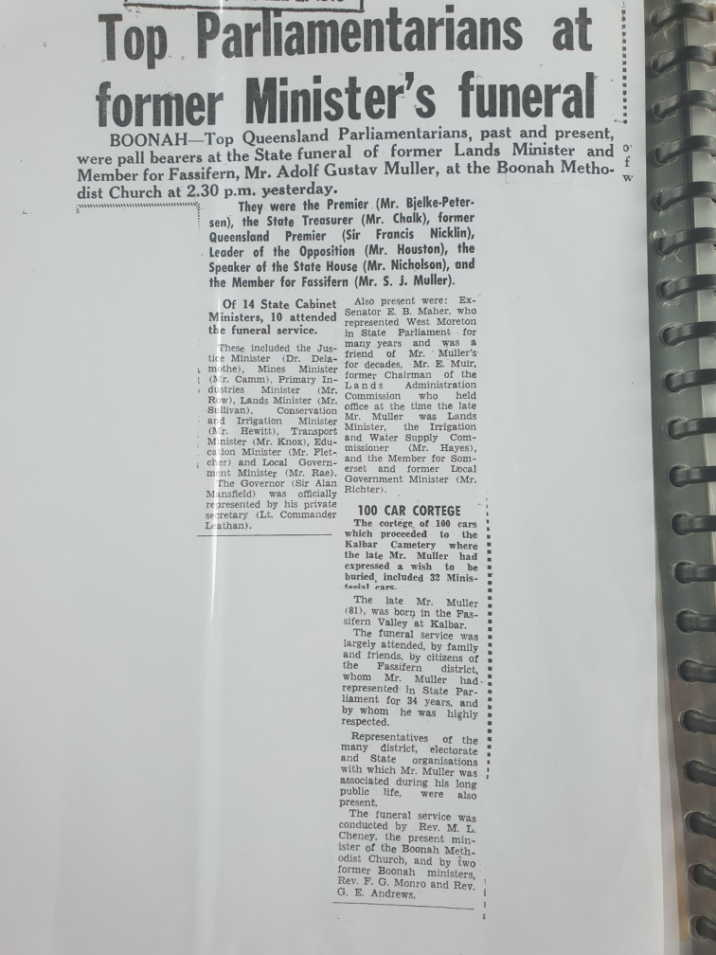 Top Parliamentarians at
former Minister's funeral
BOONAH—Top Queensland Parliamentarians, past and present,
were pall bearers at the State funeral of former Lands Minister and
Member for Fassifern, Mr. Adolf Gustav Muller, at the Boonah Metho-
dist Church at 2.30 p.m. yesterday.
They were the Premier (Mr. Bjelke-Peter-
sen), the State Treasurer (Mr. Chalk), former
Queensland Premier (Sir Francis Nicklin),
Leader of the Opposition (Mr. Houston), the
Speaker of the State House (Mr. Nicholson), and
the Member for Fassifern (Mr. S. J. Muller).
Of 14 State Cabinet
Ministers, 10 attended
the funeral service.
These included the Jus-
tice Minister (Dr. Dela-
mothe), Mines Minister
(Mr. Camm), Primary In-
dustries Minister (Mr.
Row), Lands Minister (Mr.
Sullivan), Conservation
and Irrigation Minister
(Mr. Hewitt), Transport
Minister (Mr. Knox), Edu-
cation Minister (Mr. Flet-
cher) and Local Govern-
ment Minister (Mr. Rae).
The Governor (Sir Alan
Mansfield) was officially
represented by his private
secretary (Lt. Commander
Leathan).
Also present were: Ex-
Senator E. B. Maher, who
represented West Moreton
in State Parliament for
many years and was a
friend of Mr. Muller's
for decades, Mr. E. Muir,
former Chairman of the
Lands Administration
Commission who held
office at the time the late
Mr. Muller was Lands
Minister, the Irrigation
and Water Supply Com-
missioner (Mr. Hayes),
and the Member for Som-
erset and former Local
Government Minister (Mr.
Richter).
100 CAR CORTEGE
The cortege of 100 cars
which proceeded to the
Kalbar Cametery where
the late Mr. Muller had
expressed a wish to be
buried included 32 Minis-
terial cars.
The late Mr. Muller
(81), was born in the Fas-
sifern Valley at Kalbar.
The funeral service was
largely attended, by family
and friends, by citizens of
the Fassifern district,
whom Mr. Muller had
represented in State Par-
liament for 34 years, and
by whom he was highly
respected.
Representatives of the
many district, electorate
and State organisations
with which Mr. Muller was
associated during his long
public life, were also
present.
The funeral service was
conducted by Rev. M. L.
Cheney, the present min-
ister of the Boonah Meth-
odist Church, and by two
former Boonah ministers,
Rev. F. G. Monro and Rev.
G. E. Andrews.